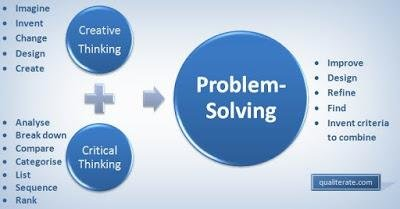 Imagine
Invent
Change
Design
Create
Creative
Thinking
Analyse
Break down
Compare
Categorise
List
Sequence
Rank
Critical
Thinking
Problem-
Solving
Improve
Design
Refine
Find
Invent criteria
to combine
qualiterate.com